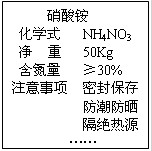 硝酸铵
化学式 NH4NO3
净 重 50Kg
含氮量 ≥30%
注意事项 密封保存
防潮防晒
隔绝热源
······